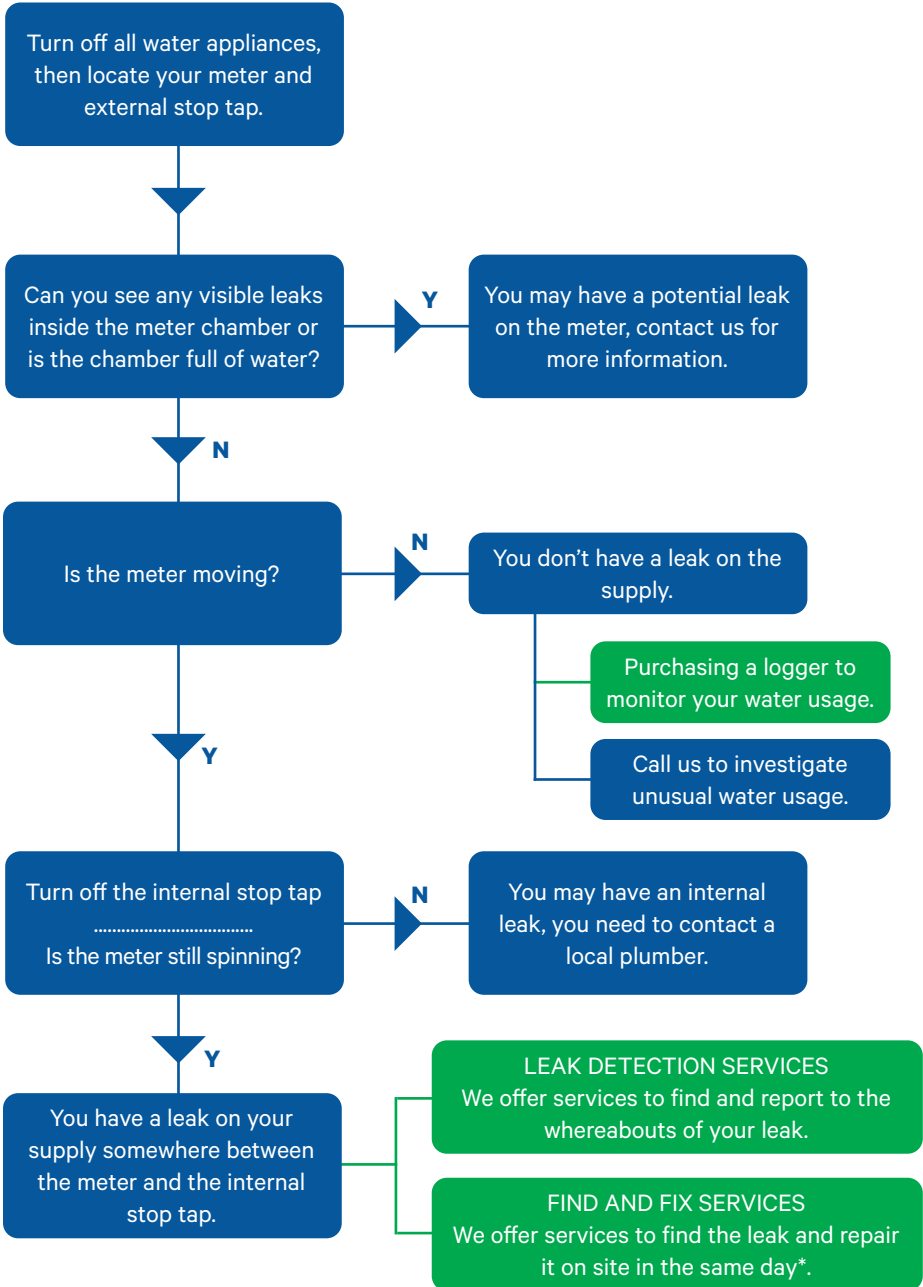 Turn off all water appliances,
then locate your meter and
external stop tap.
Can you see any visible leaks
inside the meter chamber or
is the chamber full of water?
Y
You may have a potential leak
on the meter, contact us for
more information.
N
Is the meter moving?
N
You don’t have a leak on the
supply.
Purchasing a logger to
monitor your water usage.
Call us to investigate
unusual water usage.
Y
Turn off the internal stop tap
..................................
Is the meter still spinning?
N
You may have an internal
leak, you need to contact a
local plumber.
Y
You have a leak on your
supply somewhere between
the meter and the internal
stop tap.
LEAK DETECTION SERVICES
We offer services to find and report to the
whereabouts of your leak.
FIND AND FIX SERVICES
We offer services to find the leak and repair
it on site in the same day*.